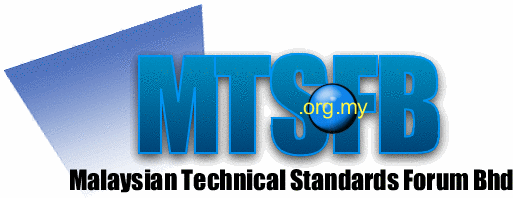 MTSFB
.org.my
Malaysian Technical Standards Forum Bhd